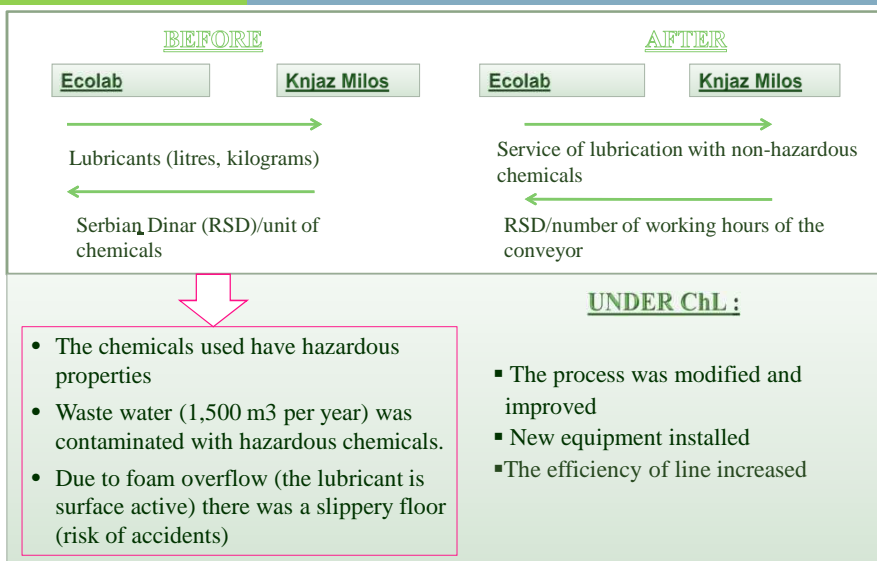 BEFORE
Ecolab
Knjaz Milos
Lubricants (litres, kilograms)
Serbian Dinar (RSD)/unit of
chemicals
• The chemicals used have hazardous
properties
• Waste water (1,500 m3 per year) was
contaminated with hazardous chemicals.
• Due to foam overflow (the lubricant is
surface active) there was a slippery floor
(risk of accidents)
AFTER
Ecolab
Knjaz Milos
Service of lubrication with non-hazardous
chemicals
RSD/number of working hours of the
conveyor
UNDER ChL :
▪ The process was modified and
improved
▪ New equipment installed
▪The efficiency of line increased